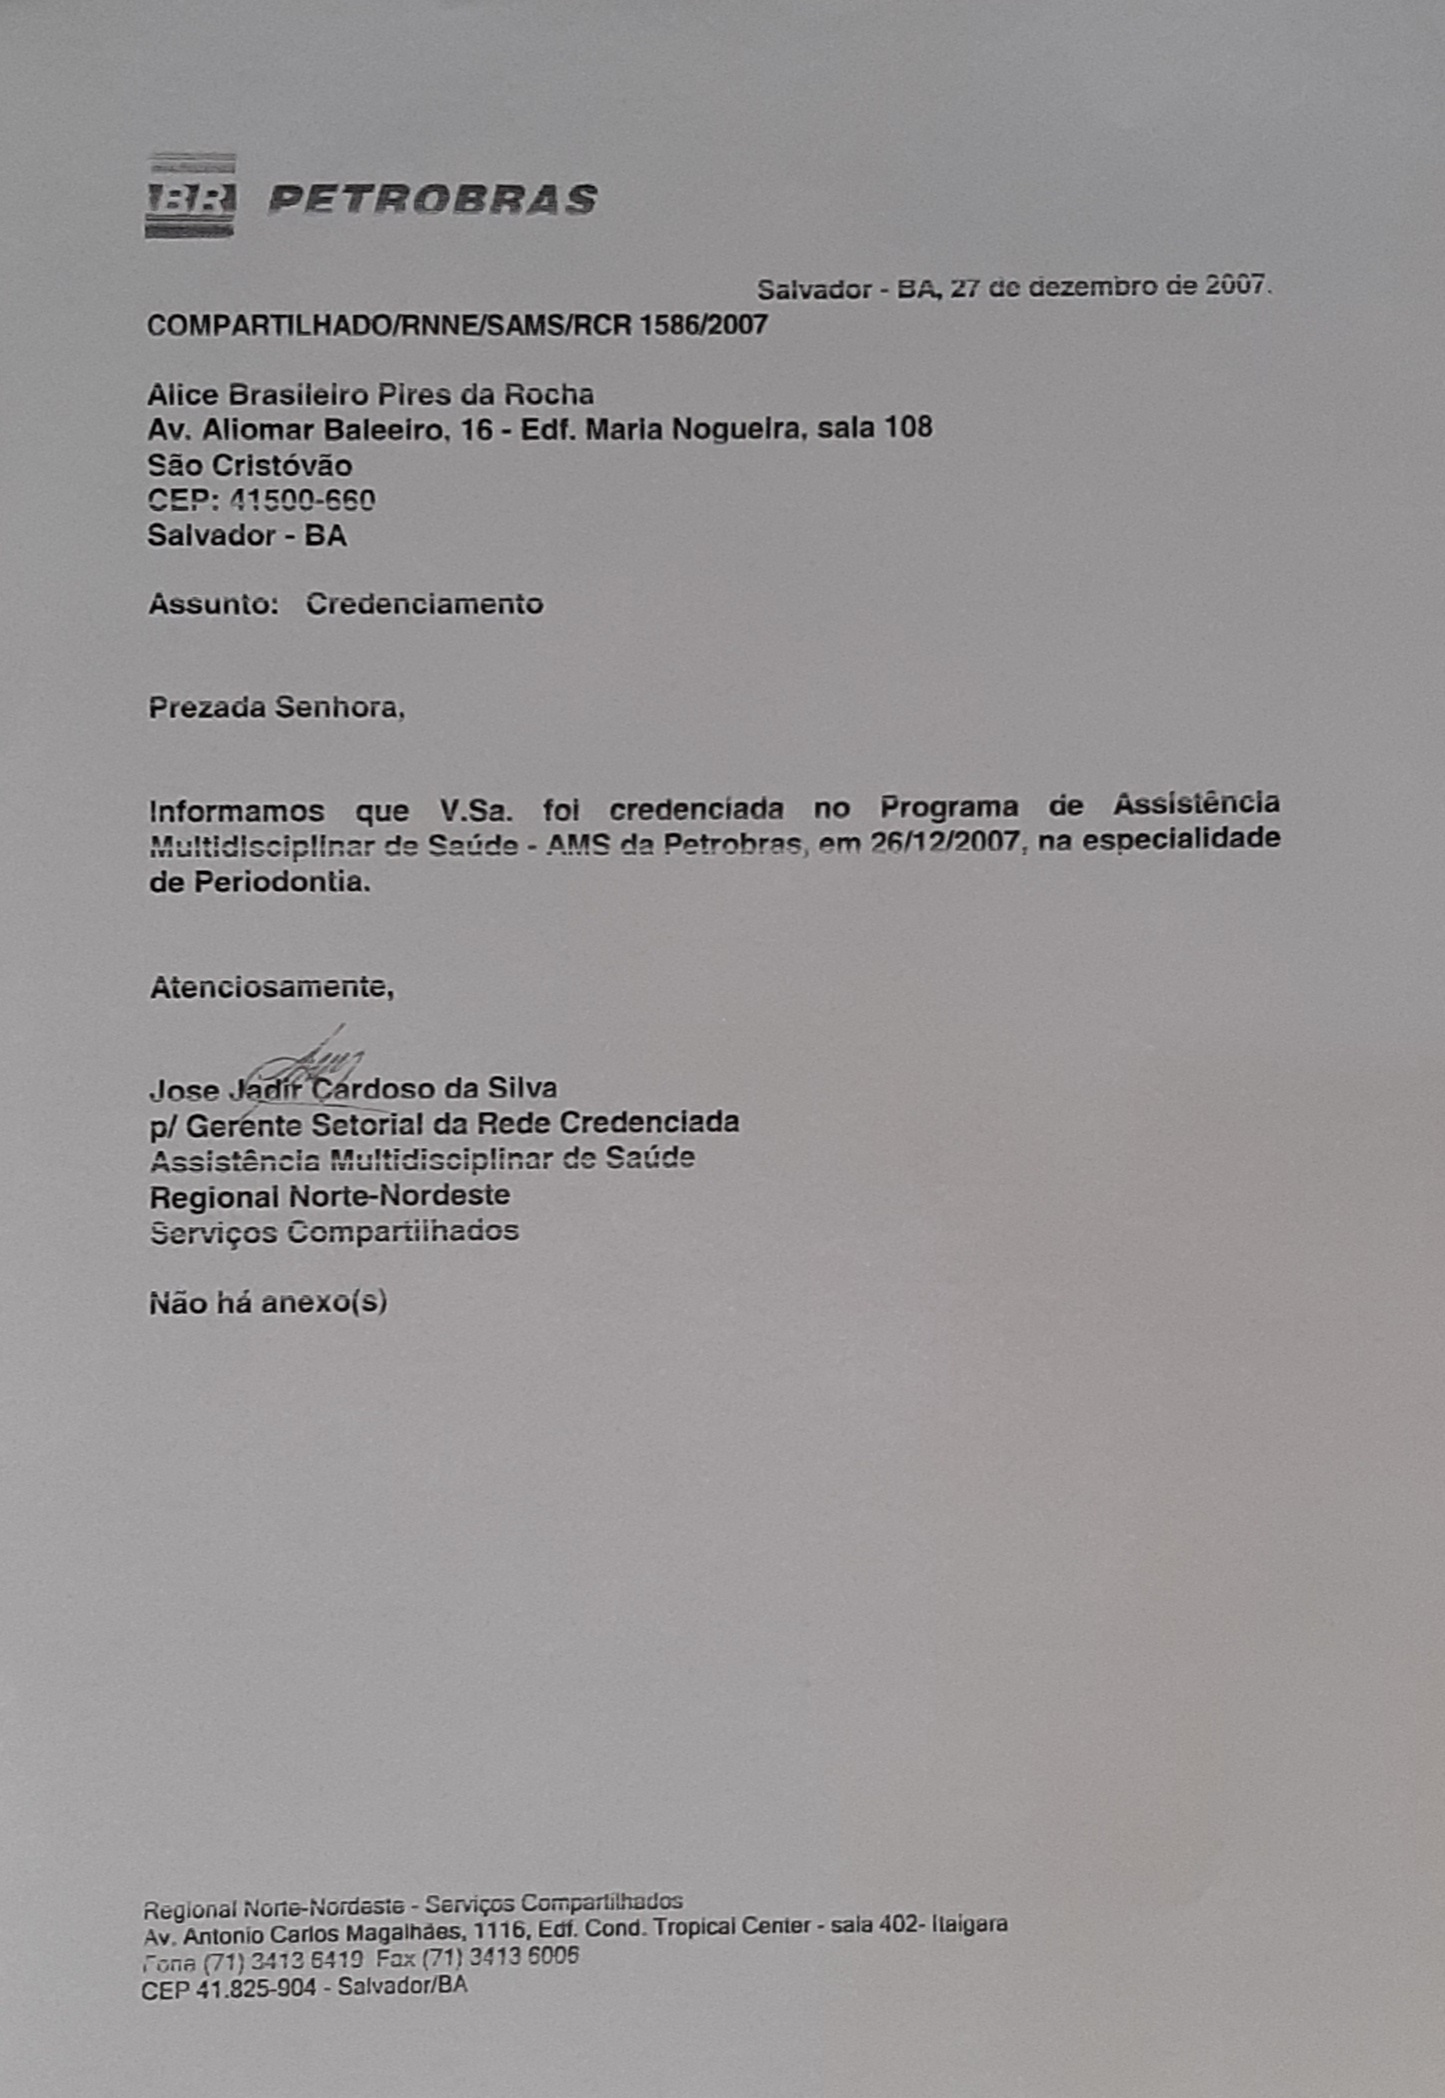 BR PETROBRAS
Salvador - BA, 27 de dezembro de 2007.
COMPARTILHADO/RNNE/SAMS/RCR 1586/2007
Alice Brasileiro Pires da Rocha
Av. Aliomar Baleeiro, 16 - Edf. Maria Nogueira, sala 108
São Cristóvão
CEP: 41500-660
Salvador - BA
Assunto: Credenciamento
Prezada Senhora,
Informamos que V.Sa. foi credenciada no Programa de Assistência
Multidisciplinar de Saúde - AMS da Petrobras, em 26/12/2007, na especialidade
de Periodontia.
Atenciosamente,
Jose Jadir Cardoso da Silva
p/ Gerente Setorial da Rede Credenciada
Assistência Multidisciplinar de Saúde
Regional Norte-Nordeste
Serviços Compartilhados
Não há anexo(s)
Regional Norte-Nordeste - Serviços Compartilhados
Av. Antonio Carlos Magalhães, 1116, Edf. Cond. Tropical Center - sala 402- Itaigara
Fone (71) 3413 6419 Fax (71) 3413 6006
CEP 41.825-904 - Salvador/BA